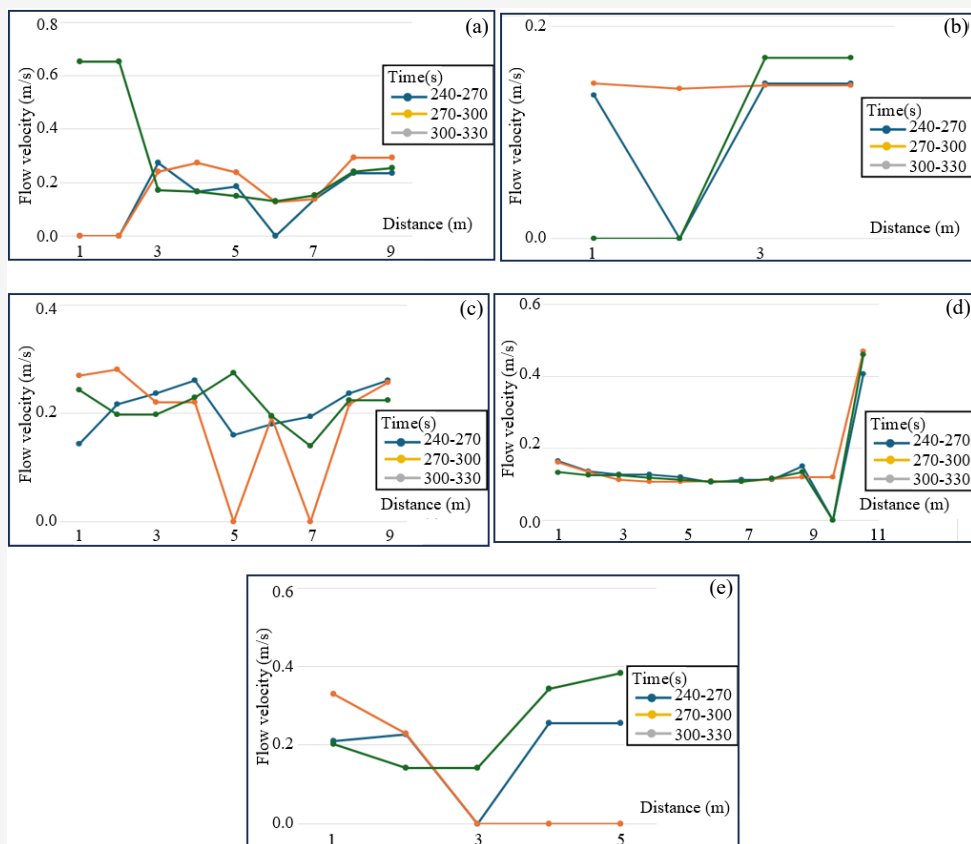 (a)
0.8
0.6
0.4
0.2
0.0
Flow velocity (m/s)
Time(s)
240-270
270-300
300-330
Distance (m)
1 3 5 7 9
(b)
0.2
0.0
Flow velocity (m/s)
Time(s)
240-270
270-300
300-330
Distance (m)
1 3
(c)
0.4
0.2
0.0
Flow velocity (m/s)
Time(s)
240-270
270-300
300-330
Distance (m)
1 3 5 7 9
(d)
0.6
0.4
0.2
0.0
Flow velocity (m/s)
Time(s)
240-270
270-300
300-330
Distance (m)
1 3 5 7 9 11
(e)
0.6
0.4
0.2
0.0
Flow velocity (m/s)
Time(s)
240-270
270-300
300-330
Distance (m)
1 3 5